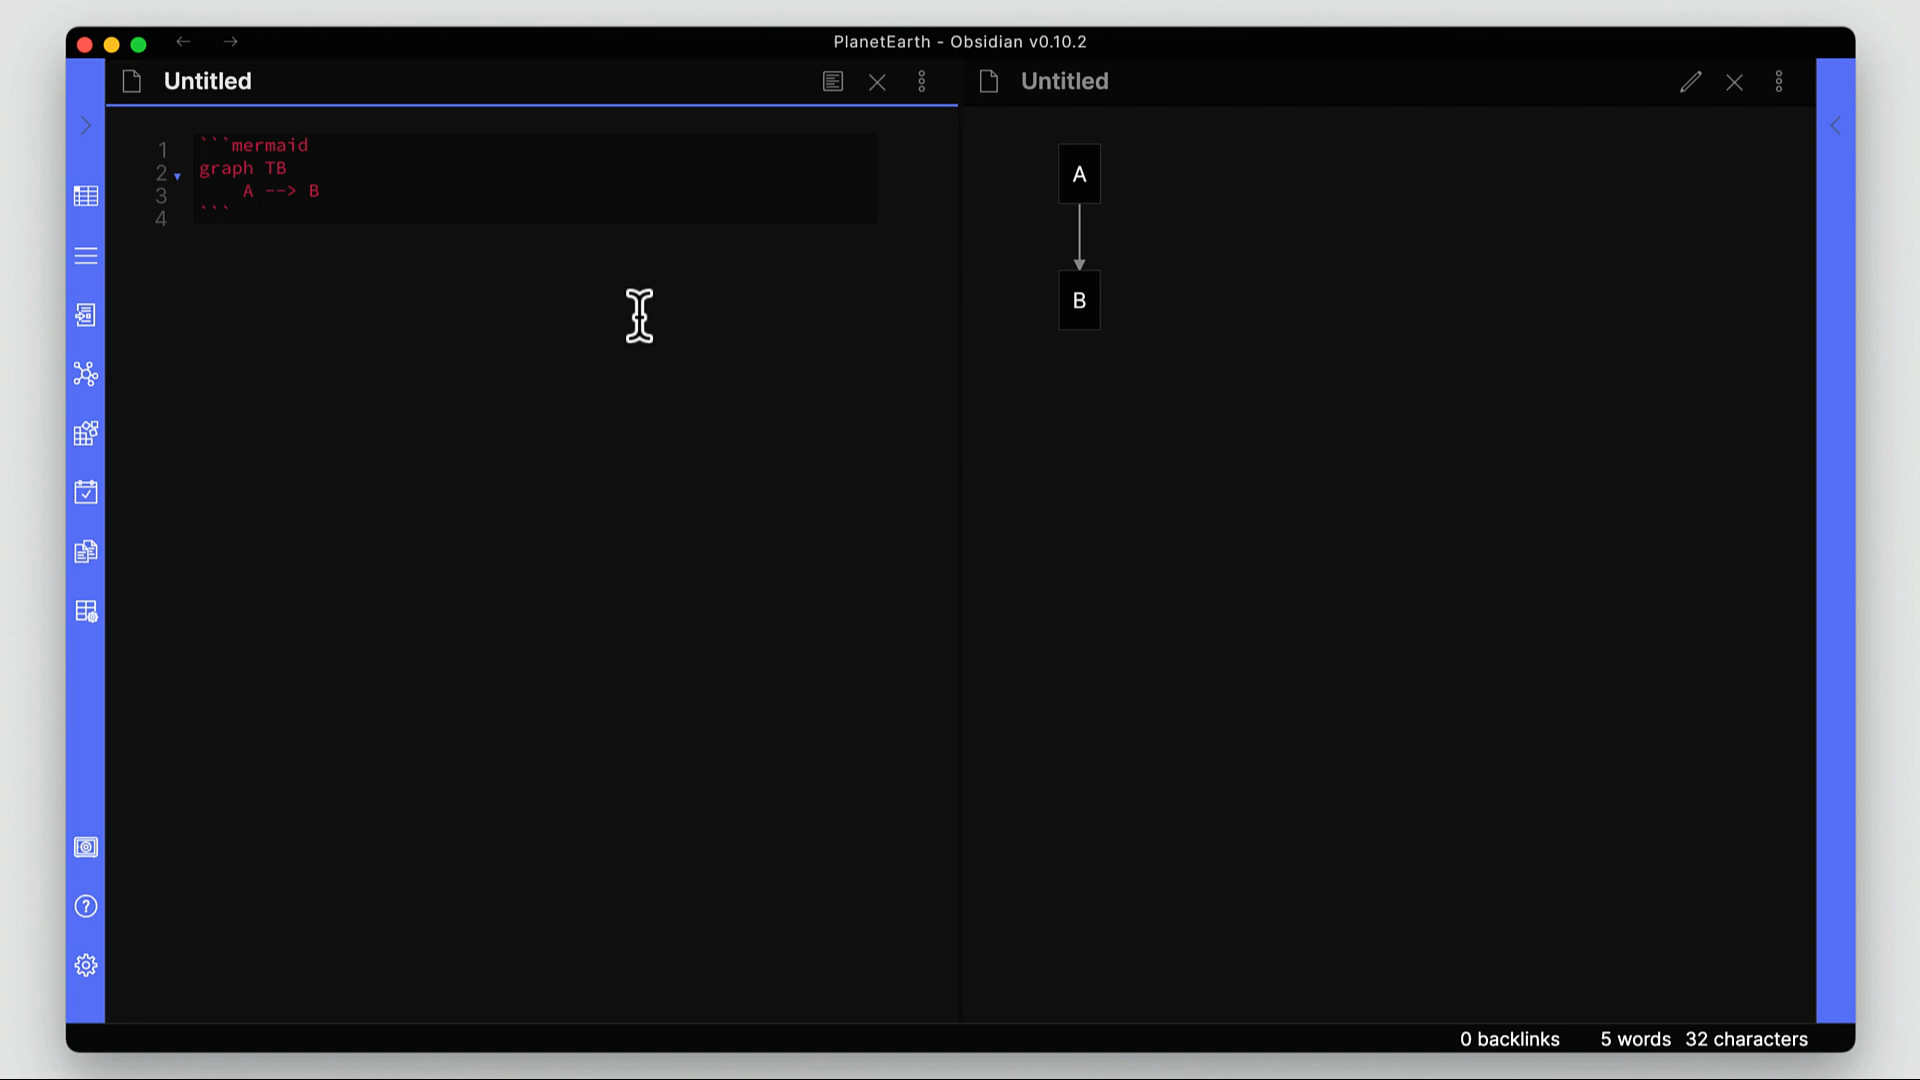 PlanetEarth - Obsidian v0.10.2
Untitled
1 ```mermaid
2 graph TB
3     A --> B
4 ```
Untitled
A
B
0 backlinks 5 words 32 characters